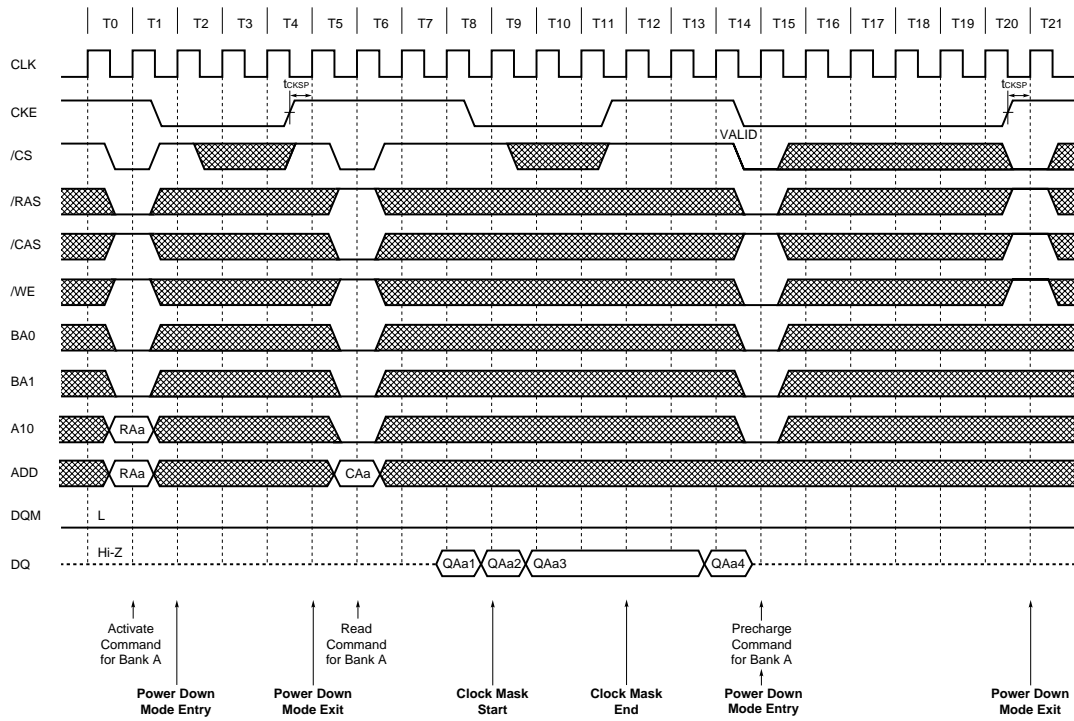 T0 T1 T2 T3 T4 T5 T6 T7 T8 T9 T10 T11 T12 T13 T14 T15 T16 T17 T18 T19 T20 T21
CLK
tCKSP tCKSP
CKE
VALID
/CS
/RAS
/CAS
/WE
BA0
BA1
A10 RAa
ADD RAa CAa
DQM L
Hi-Z
DQ QAa1 QAa2 QAa3 QAa4
Activate
Command
for Bank A
Read
Command
for Bank A
Precharge
Command
for Bank A
Power Down
Mode Entry
Power Down
Mode Exit
Clock Mask
Start
Clock Mask
End
Power Down
Mode Entry
Power Down
Mode Exit